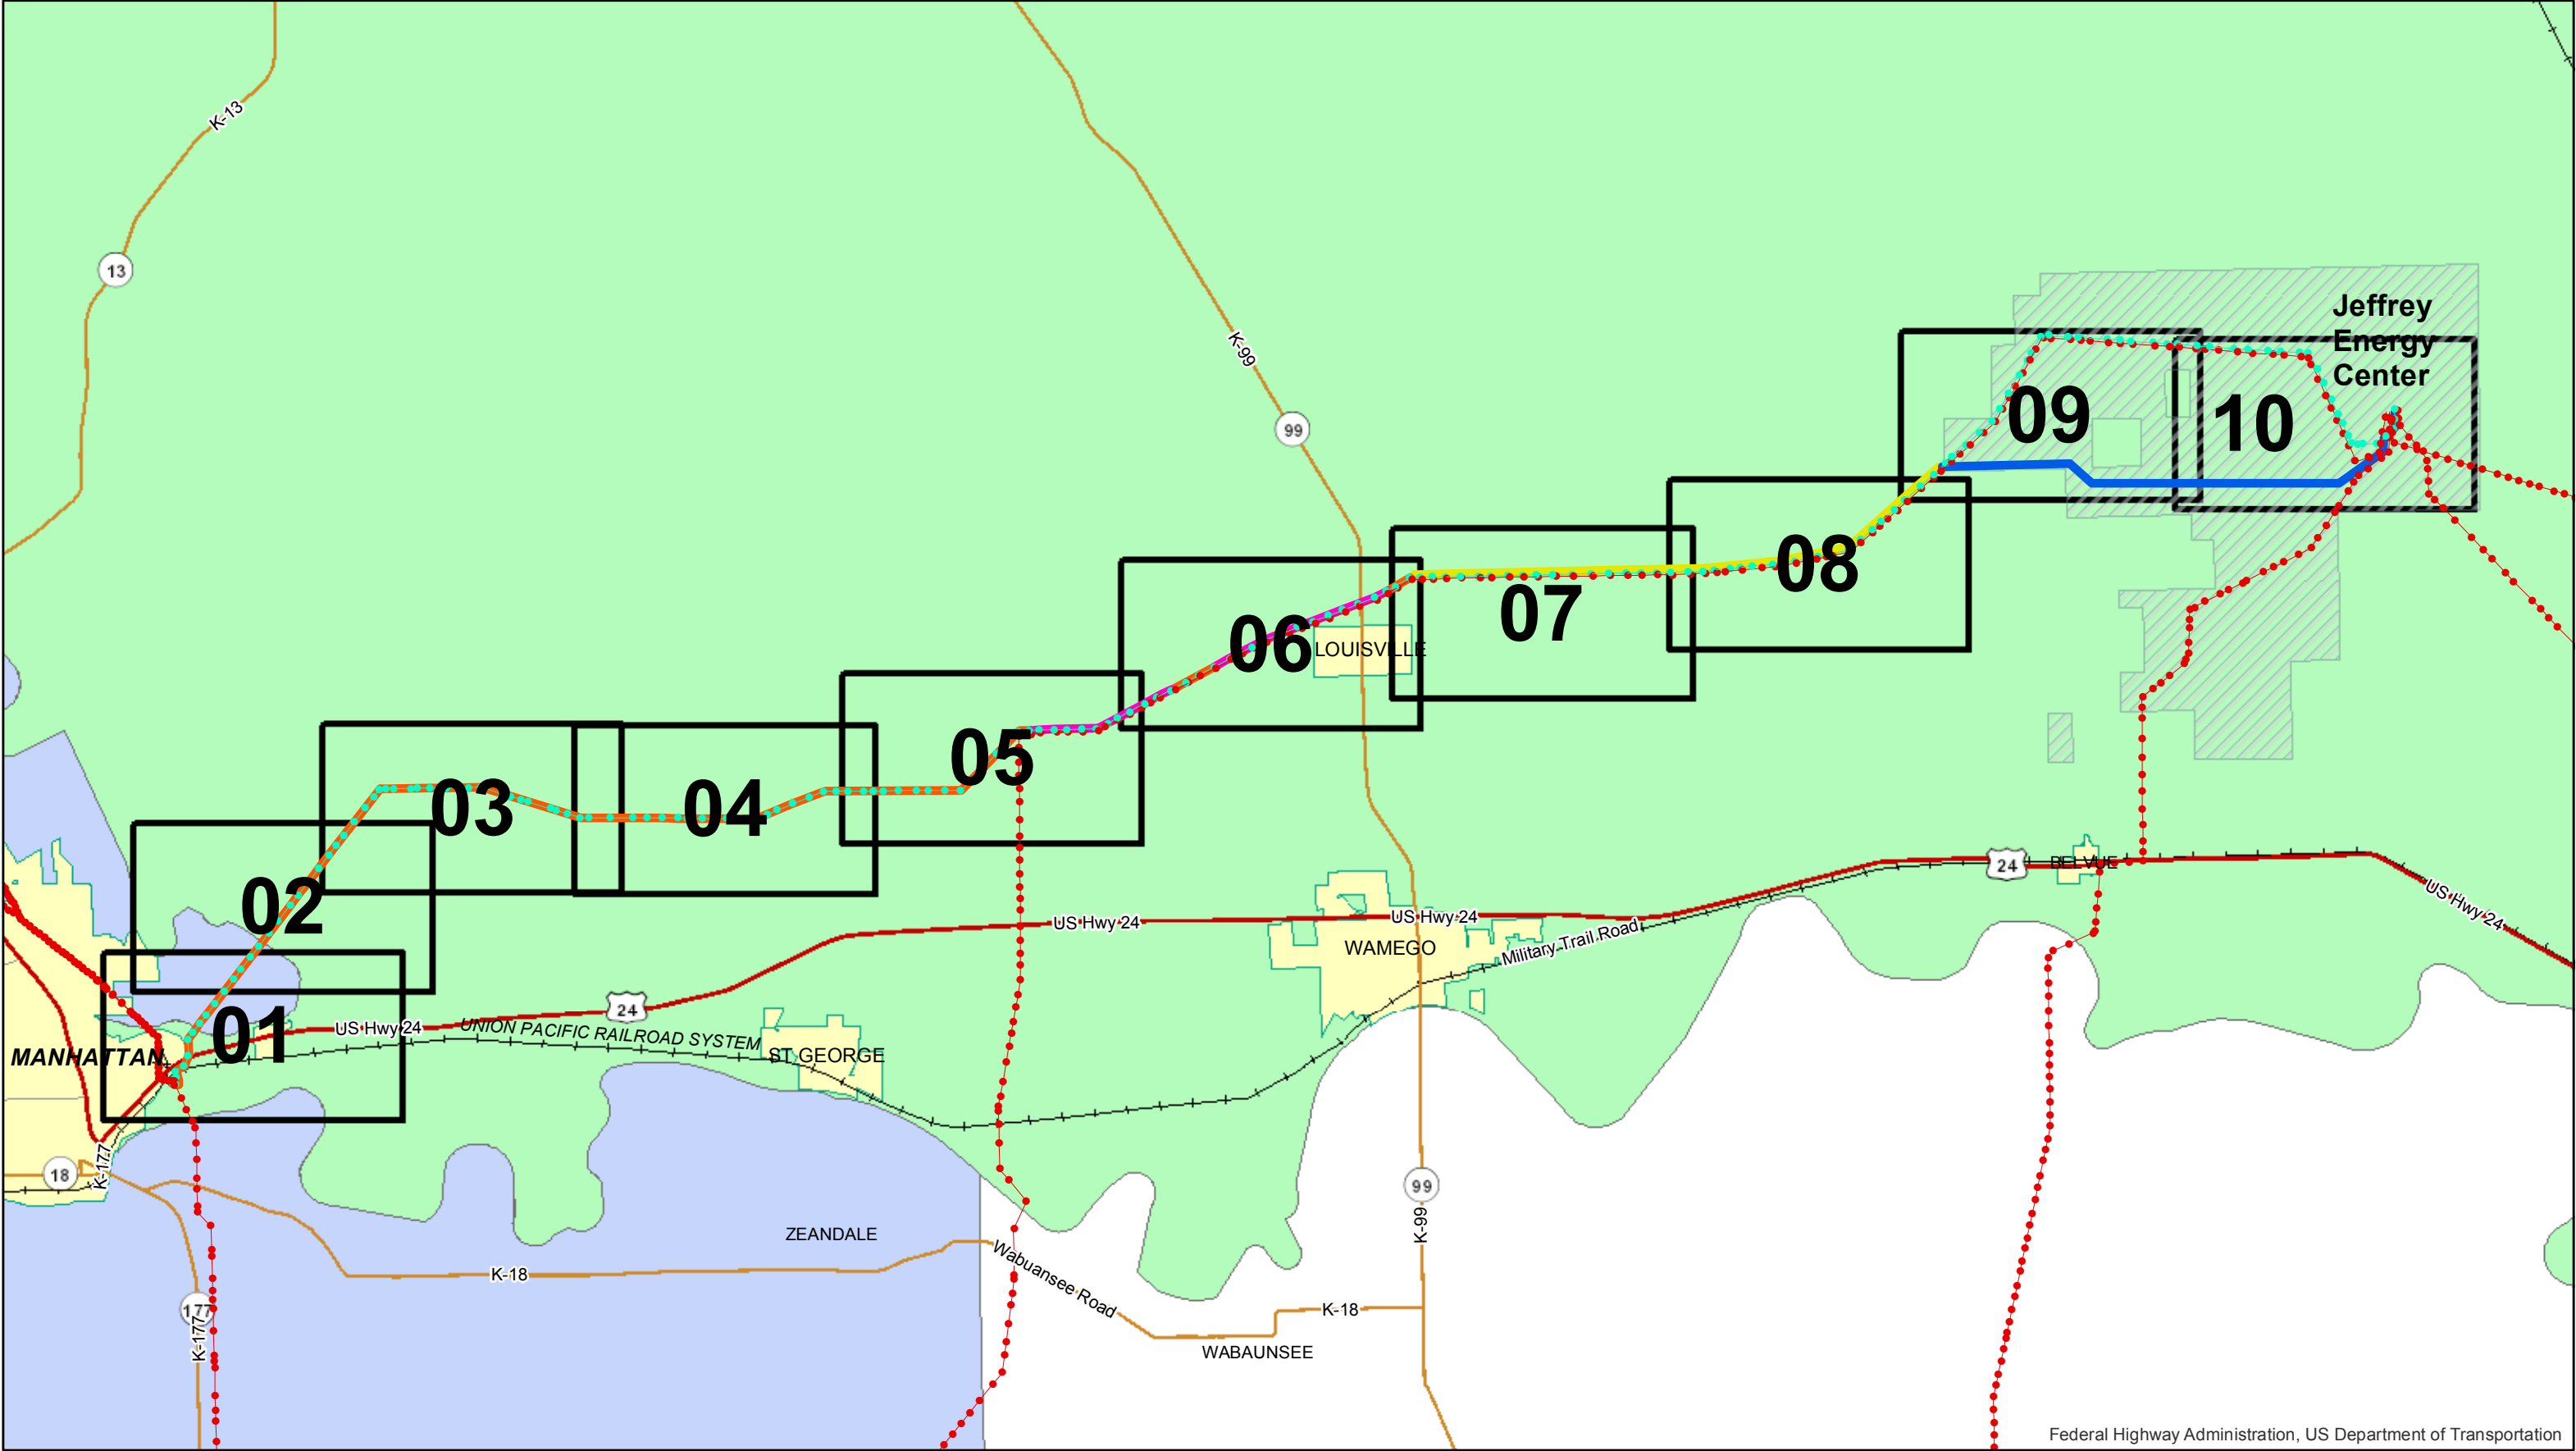 K-13
13
K-99
99
Jeffrey
Energy
Center
09
10
08
07
06
LOUISVILLE
05
03
04
02
01
24
BELVUE
US Hwy 24
US Hwy 24
US Hwy 24
WAMEGO
Military Trail Road
24
US Hwy 24
UNION PACIFIC RAILROAD SYSTEM
MANHATTAN
ST GEORGE
18
K-177
99
K-99
ZEANDALE
K-18
Wabuansee Road
177
K-177
K-18
WABAUNSEE
Federal Highway Administration, US Department of Transportation